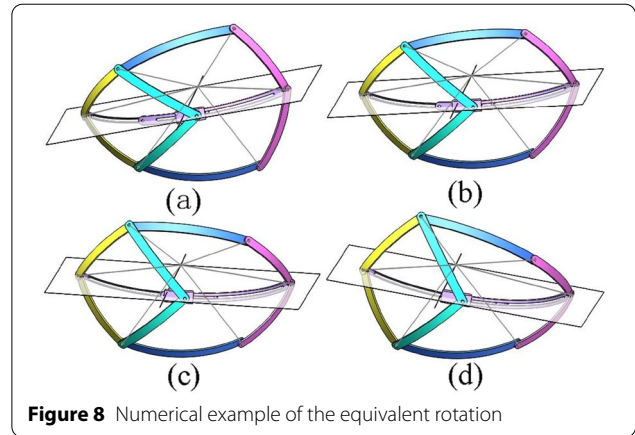 (a)
(b)
(c)
(d)
Figure 8 Numerical example of the equivalent rotation